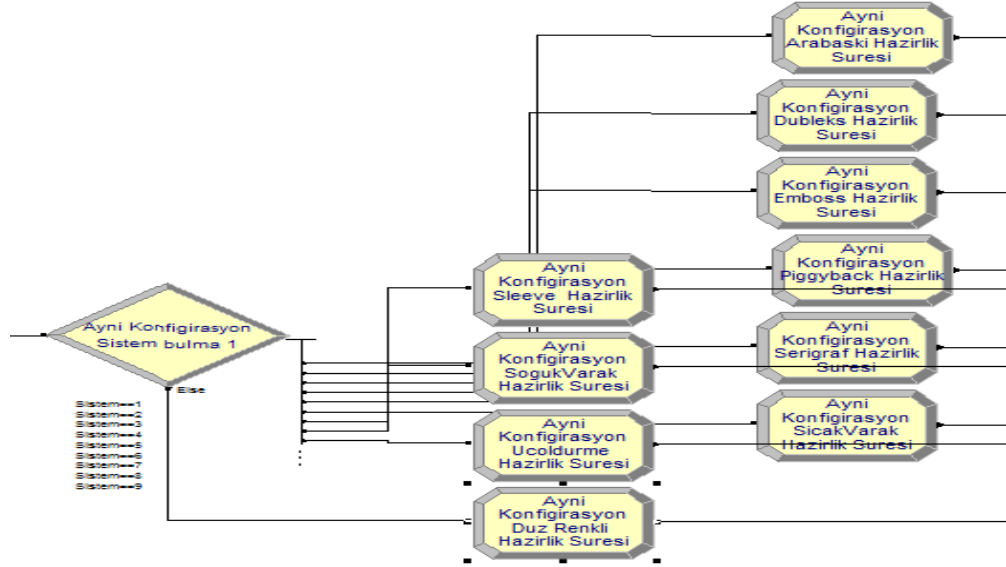 Ayni
Konfigirasyon
Arabaski Hazirlik
Suresi
Ayni
Konfigirasyon
Dubleks Hazirlik
Suresi
Ayni
Konfigirasyon
Emboss Hazirlik
Suresi
Ayni
Konfigirasyon
Piggyback Hazirlik
Suresi
Ayni
Konfigirasyon
Serigraf Hazirlik
Suresi
Ayni
Konfigirasyon
SicakVarak
Hazirlik Suresi
Ayni
Konfigirasyon
Sleeve Hazirlik
Suresi
Ayni
Konfigirasyon
SogukVarak
Hazirlik Suresi
Ayni
Konfigirasyon
Ucoldurme
Hazirlik Suresi
Ayni
Konfigirasyon
Duz Renkli
Hazirlik Suresi
Ayni Konfigirasyon
Sistem bulma 1
Else
Sistem==1
Sistem==2
Sistem==3
Sistem==4
Sistem==5
Sistem==6
Sistem==7
Sistem==8
Sistem==9